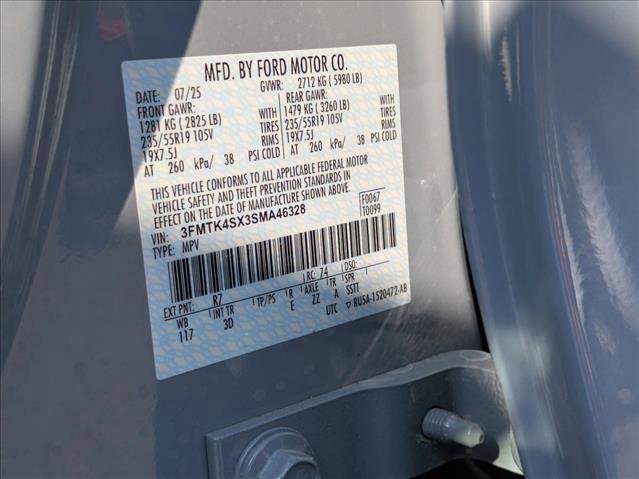 MFD. BY FORD MOTOR CO.
DATE: 07/25 GVWR: 2712 KG ( 5980 LB)
FRONT GAWR: REAR GAWR:
1281 KG ( 2825 LB) WITH 1479 KG ( 3260 LB) WITH
235/55R19 105V TIRES 235/55R19 105V TIRES
19X7.5J RIMS 19X7.5J RIMS
AT 260 kPa/ 38 PSI COLD AT 260 kPa/ 38 PSI COLD
THIS VEHICLE CONFORMS TO ALL APPLICABLE FEDERAL MOTOR
VEHICLE SAFETY AND THEFT PREVENTION STANDARDS IN
EFFECT ON THE DATE OF MANUFACTURE SHOWN ABOVE.
VIN: 3FMTK4SX3SMA46328 F0067
TYPE: MPV T0099
EXT PNT: R7 RC: 74 DSO:
WB INT TR TP/PS R AXLE TR SPR
117 3D E ZZ A SSTT
UTC ▽ RUSA-1520472-AB